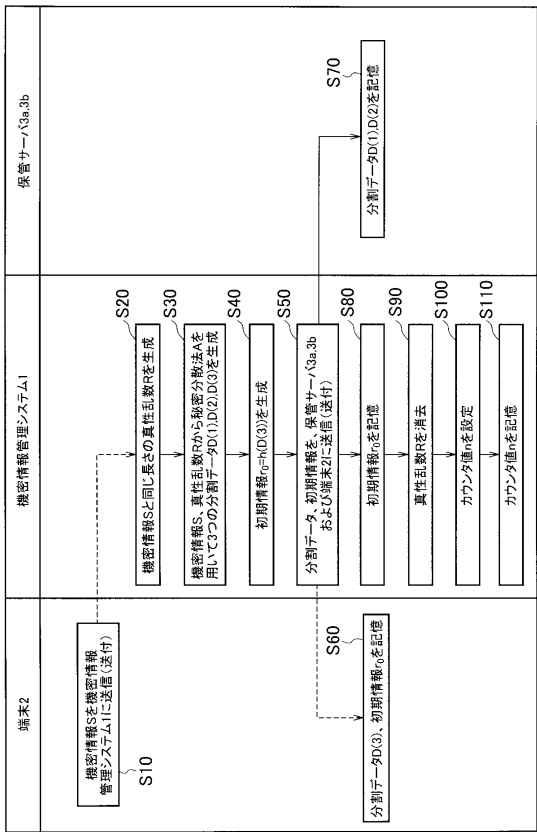 端末2
機密情報管理システム1
保管サーバ3a,3b
機密情報Sを機密情報
管理システム1に送信(送付)
S10
S20
機密情報Sと同じ長さの真性乱数Rを生成
S30
機密情報S、真性乱数Rから秘密分散法Aを
用いて3つの分割データD(1),D(2),D(3)を生成
S40
初期情報r₀=h(D(3))を生成
S50
分割データ、初期情報を、保管サーバ3a,3b
および端末2に送信(送付)
S60
分割データD(3)、初期情報r₀を記憶
S70
分割データD(1),D(2)を記憶
S80
初期情報r₀を記憶
S90
真性乱数Rを消去
S100
カウンタ値nを設定
S110
カウンタ値nを記憶